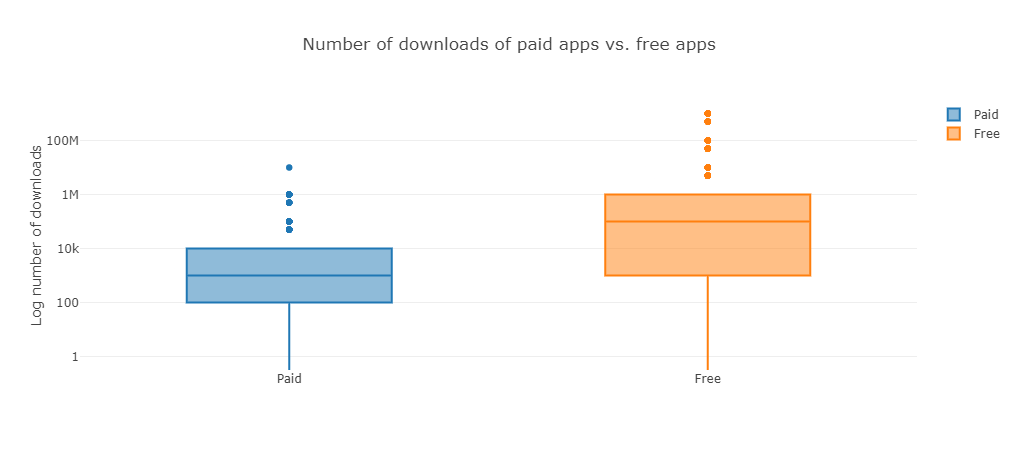 Number of downloads of paid apps vs. free apps
Paid
Free
Log number of downloads
100M
1M
10k
100
1
Paid
Free